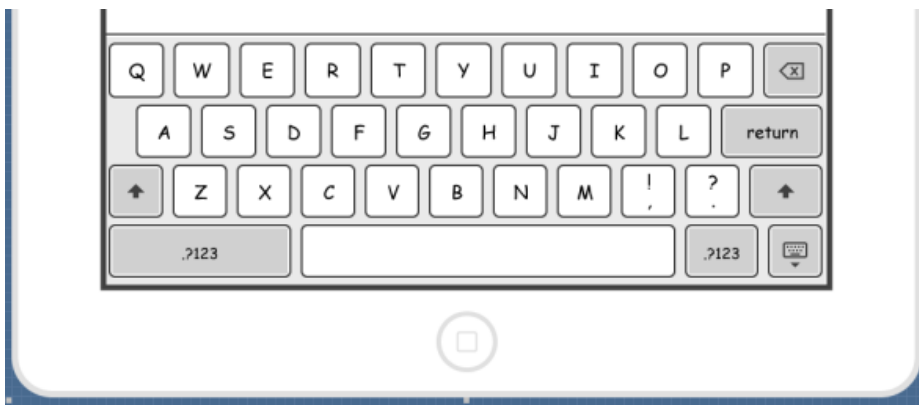 Q W E R T Y U I O P
A S D F G H J K L return
Z X C V B N M ! , ? .
.?123 .?123